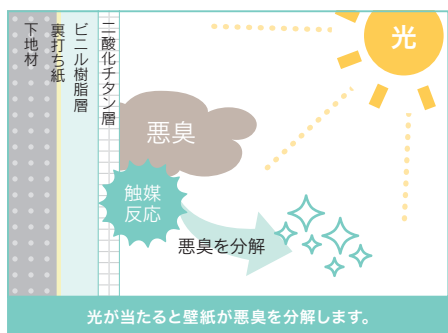 下地材
裏打ち紙
ビニル樹脂層
二酸化チタン層
光
悪臭
触媒
反応
悪臭を分解
光が当たると壁紙が悪臭を分解します。